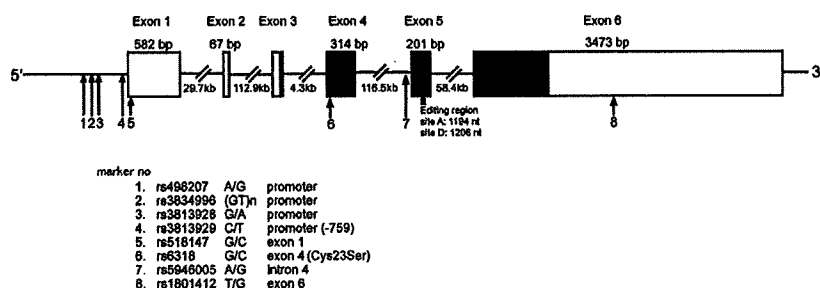 Exon 1 Exon 2 Exon 3 Exon 4 Exon 5 Exon 6
582 bp 67 bp 314 bp 201 bp 3473 bp
5' 3
29.7kb 112.9kb 4.3kb 116.5kb 58.4kb
Editing region
site A: 1194 nt
site D: 1206 nt
1 2 3 4 5 6 7 8
marker no
1. rs498207 A/G promoter
2. rs3834996 (GT)n promoter
3. rs3813928 G/A promoter
4. rs3813929 C/T promoter (-759)
5. rs518147 G/C exon 1
6. rs6318 G/C exon 4 (Cys23Ser)
7. rs5946005 A/G intron 4
8. rs1801412 T/G exon 6